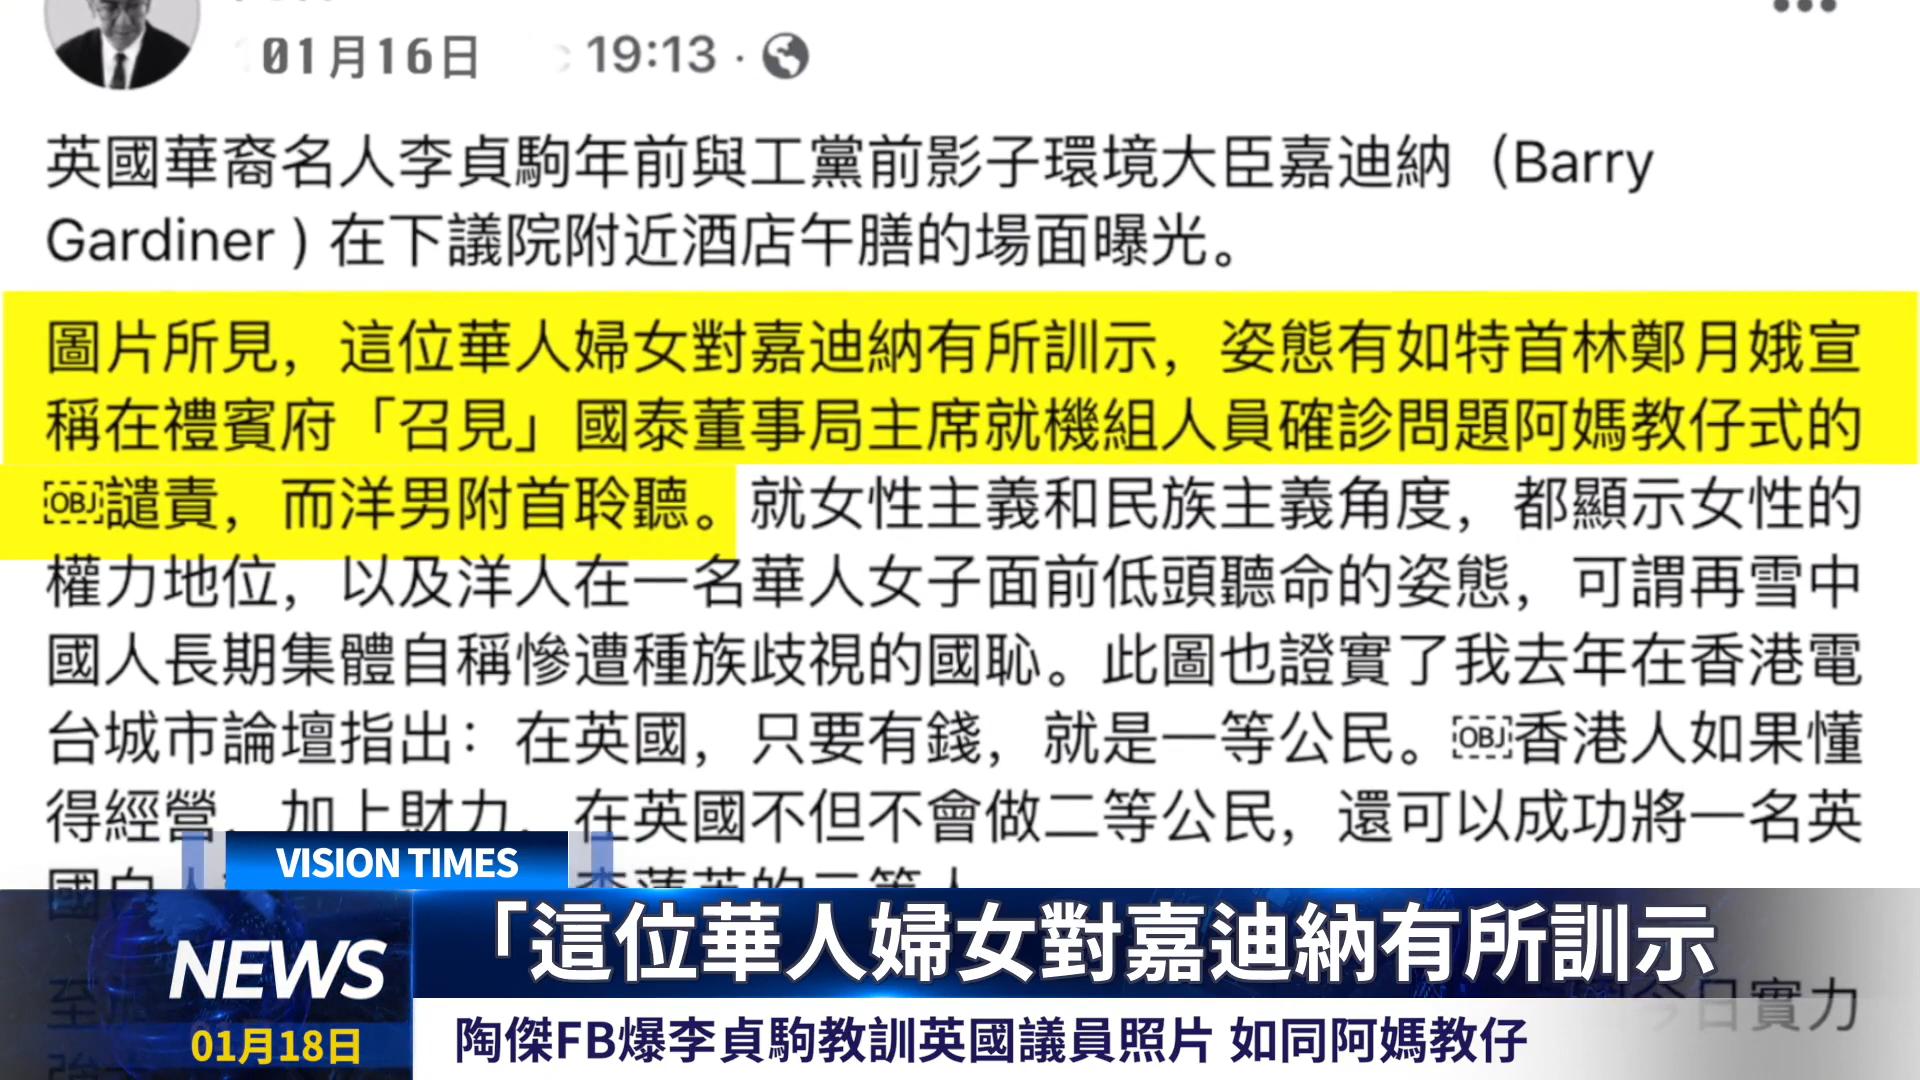 01月16日 19:13 ·
英國華裔名人李貞駒年前與工黨前影子環境大臣嘉迪納（Barry
Gardiner ) 在下議院附近酒店午膳的場面曝光。
圖片所見，這位華人婦女對嘉迪納有所訓示，姿態有如特首林鄭月娥宣
稱在禮賓府「召見」國泰董事局主席就機組人員確診問題阿媽教仔式的
OBJ譴責，而洋男附首聆聽。就女性主義和民族主義角度，都顯示女性的
權力地位，以及洋人在一名華人女子面前低頭聽命的姿態，可謂再雪中
國人長期集體自稱慘遭種族歧視的國恥。此圖也證實了我去年在香港電
台城市論壇指出：在英國，只要有錢，就是一等公民。OBJ香港人如果懂
得經營，加上財力，在英國不但不會做二等公民，還可以成功將一名英
國白人
VISION TIMES
NEWS
01月18日
「這位華人婦女對嘉迪納有所訓示
今日實力
陶傑FB爆李貞駒教訓英國議員照片 如同阿媽教仔